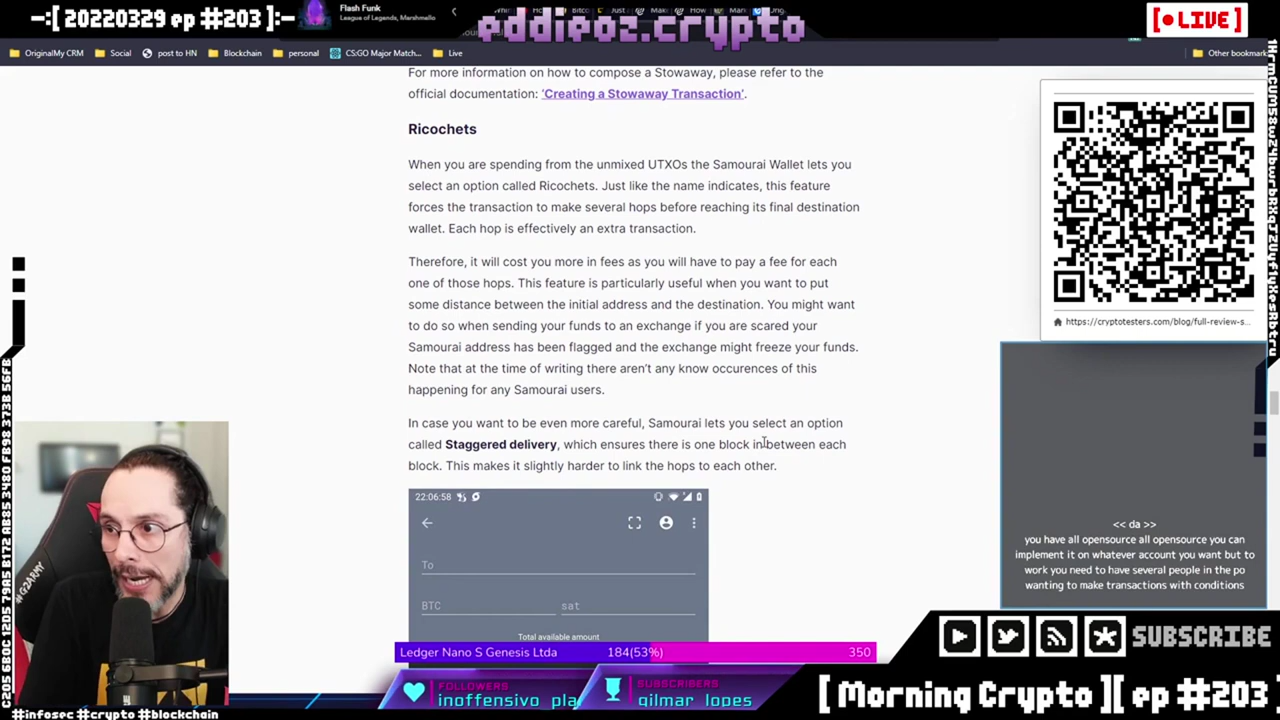 -:[ 20220329 ep #203 ]:-
Flash Funk
League of Legends, Marshmello
eddieoz.crypto
[● LIVE]
OriginalMy CRM
Social
post to HN
Blockchain
personal
CS:GO Major Match...
Live
Other bookmark
For more information on how to compose a Stowaway, please refer to the
official documentation: ‘Creating a Stowaway Transaction’.
Ricochets
When you are spending from the unmixed UTXOs the Samourai Wallet lets you
select an option called Ricochets. Just like the name indicates, this feature
forces the transaction to make several hops before reaching its final destination
wallet. Each hop is effectively an extra transaction.
Therefore, it will cost you more in fees as you will have to pay a fee for each
one of those hops. This feature is particularly useful when you want to put
some distance between the initial address and the destination. You might want
to do so when sending your funds to an exchange if you are scared your
Samourai address has been flagged and the exchange might freeze your funds.
Note that at the time of writing there aren’t any know occurences of this
happening for any Samourai users.
In case you want to be even more careful, Samourai lets you select an option
called Staggered delivery, which ensures there is one block in between each
block. This makes it slightly harder to link the hops to each other.
22:06:58
To
BTC
sat
Total available amount
https://cryptotesters.com/blog/full-review-s...
<< da >>
you have all opensource all opensource you can
implement it on whatever account you want but to
work you need to have several people in the po
wanting to make transactions with conditions
Ledger Nano S Genesis Ltda
184(53%)
350
FOLLOWERS
inoffensivo_pla
SUBSCRIBERS
gilmar_lopes
SUBSCRIBE
[ Morning Crypto ][ ep #203 ]
#infosec #crypto #blockchain
#G2ARMY